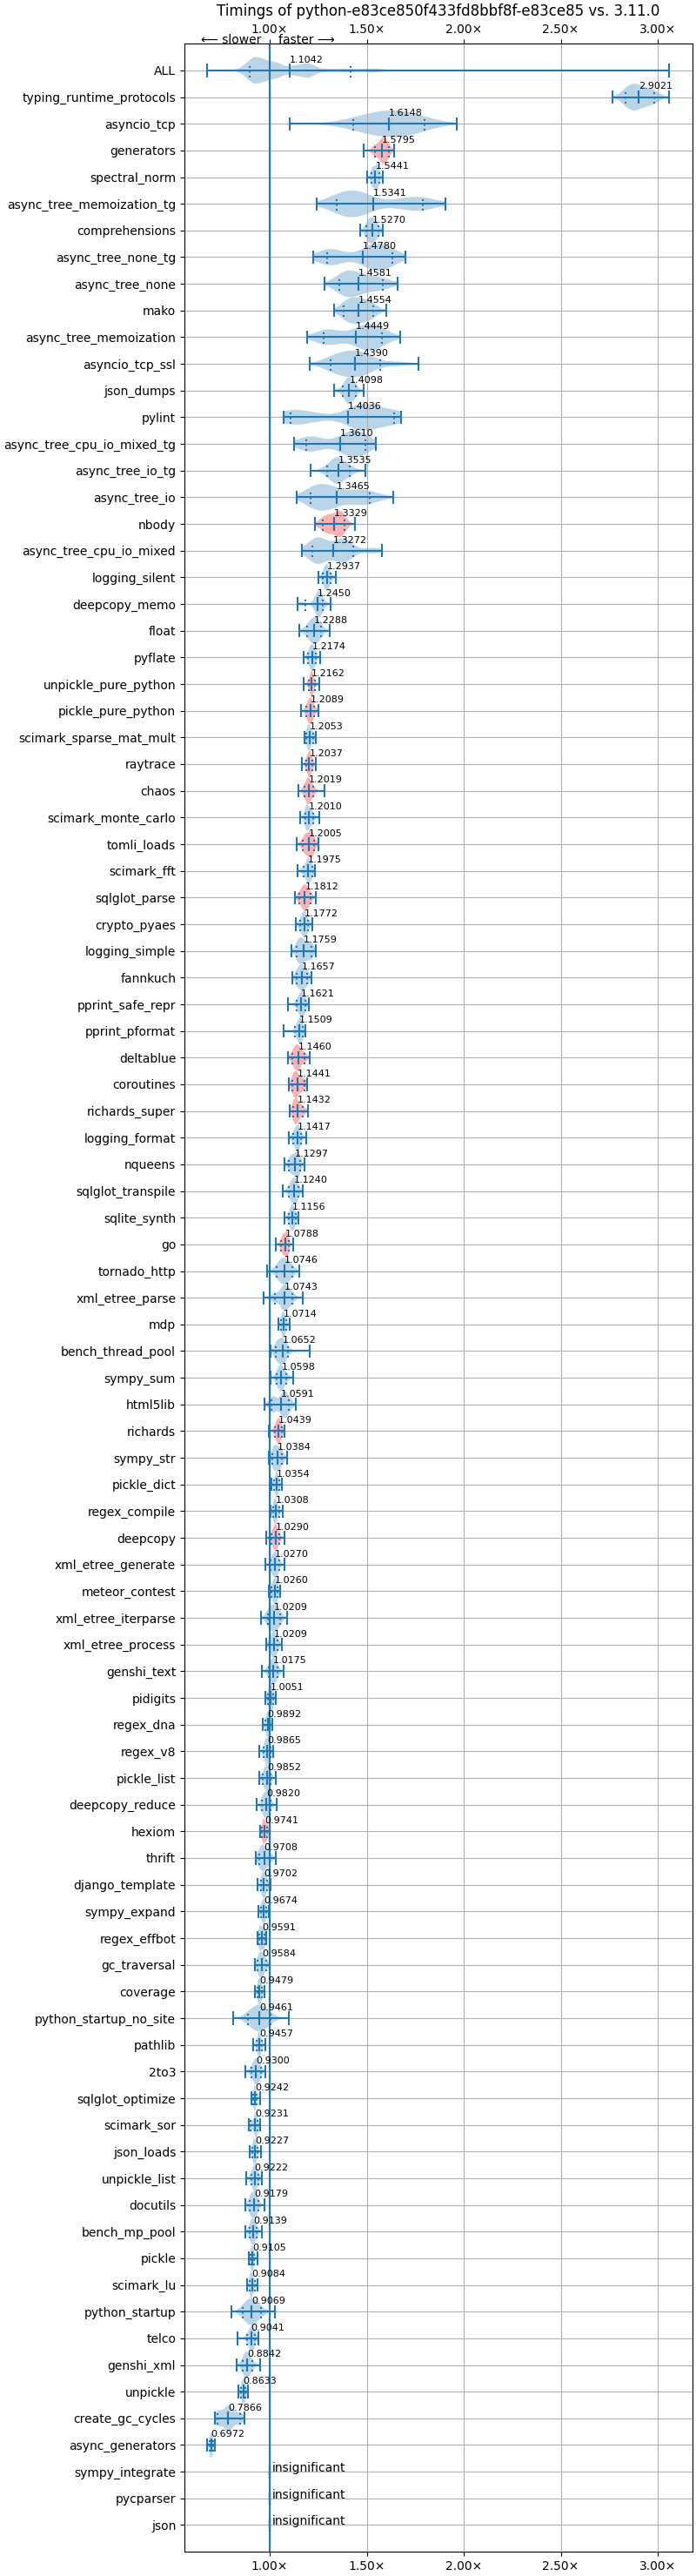 Timings of python-e83ce850f433fd8bbf8f-e83ce85 vs. 3.11.0
1.00× 1.50× 2.00× 2.50× 3.00×
⟵ slower faster ⟶
ALL 1.1042
typing_runtime_protocols 2.9021
asyncio_tcp 1.6148
generators 1.5795
spectral_norm 1.5441
async_tree_memoization_tg 1.5341
comprehensions 1.5270
async_tree_none_tg 1.4780
async_tree_none 1.4581
mako 1.4554
async_tree_memoization 1.4449
asyncio_tcp_ssl 1.4390
json_dumps 1.4098
pylint 1.4036
async_tree_cpu_io_mixed_tg 1.3610
async_tree_io_tg 1.3535
async_tree_io 1.3465
nbody 1.3329
async_tree_cpu_io_mixed 1.3272
logging_silent 1.2937
deepcopy_memo 1.2450
float 1.2288
pyflate 1.2174
unpickle_pure_python 1.2162
pickle_pure_python 1.2089
scimark_sparse_mat_mult 1.2053
raytrace 1.2037
chaos 1.2019
scimark_monte_carlo 1.2010
tomli_loads 1.2005
scimark_fft 1.1975
sqlglot_parse 1.1812
crypto_pyaes 1.1772
logging_simple 1.1759
fannkuch 1.1657
pprint_safe_repr 1.1621
pprint_pformat 1.1509
deltablue 1.1460
coroutines 1.1441
richards_super 1.1432
logging_format 1.1417
nqueens 1.1297
sqlglot_transpile 1.1240
sqlite_synth 1.1156
go 1.0788
tornado_http 1.0746
xml_etree_parse 1.0743
mdp 1.0714
bench_thread_pool 1.0652
sympy_sum 1.0598
html5lib 1.0591
richards 1.0439
sympy_str 1.0384
pickle_dict 1.0354
regex_compile 1.0308
deepcopy 1.0290
xml_etree_generate 1.0270
meteor_contest 1.0260
xml_etree_iterparse 1.0209
xml_etree_process 1.0209
genshi_text 1.0175
pidigits 1.0051
regex_dna 0.9892
regex_v8 0.9865
pickle_list 0.9852
deepcopy_reduce 0.9820
hexiom 0.9741
thrift 0.9708
django_template 0.9702
sympy_expand 0.9674
regex_effbot 0.9591
gc_traversal 0.9584
coverage 0.9479
python_startup_no_site 0.9461
pathlib 0.9457
2to3 0.9300
sqlglot_optimize 0.9242
scimark_sor 0.9231
json_loads 0.9227
unpickle_list 0.9222
docutils 0.9179
bench_mp_pool 0.9139
pickle 0.9105
scimark_lu 0.9084
python_startup 0.9069
telco 0.9041
genshi_xml 0.8842
unpickle 0.8633
create_gc_cycles 0.7866
async_generators 0.6972
sympy_integrate insignificant
pycparser insignificant
json insignificant
1.00× 1.50× 2.00× 2.50× 3.00×